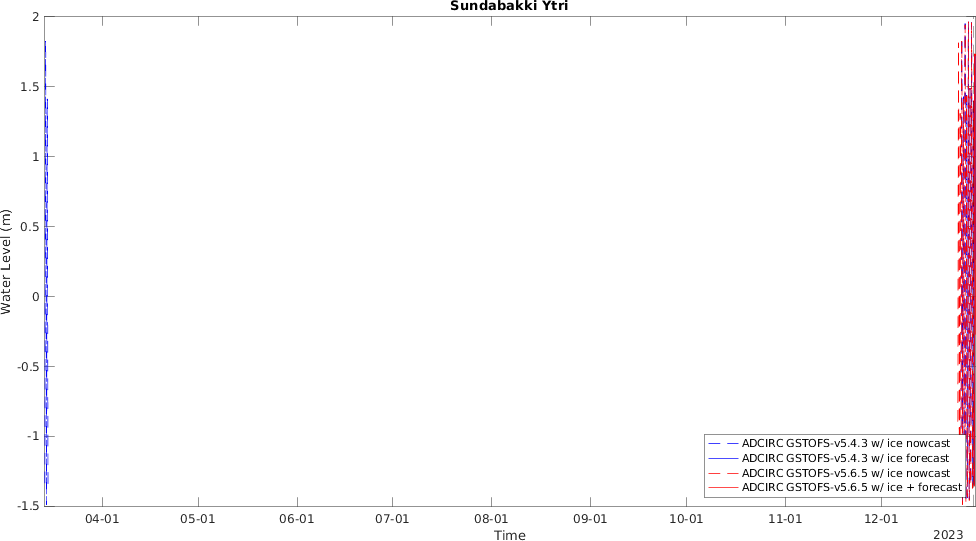 Sundabakki Ytri
Water Level (m)
2
1.5
1
0.5
0
-0.5
-1
-1.5
ADCIRC GSTOFS-v5.4.3 w/ ice nowcast
ADCIRC GSTOFS-v5.4.3 w/ ice forecast
ADCIRC GSTOFS-v5.6.5 w/ ice nowcast
ADCIRC GSTOFS-v5.6.5 w/ ice + forecast
04-01 05-01 06-01 07-01 08-01 09-01 10-01 11-01 12-01
Time
2023